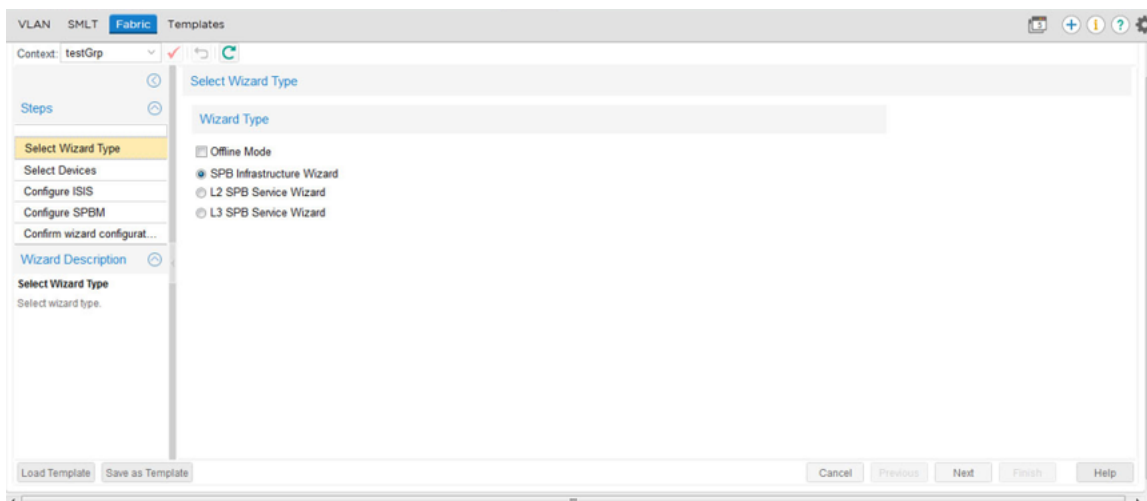 VLAN SMLT Fabric Templates
5 + i ?
Context: testGrp
Steps
Select Wizard Type
Select Devices
Configure ISIS
Configure SPBM
Confirm wizard configurat...
Wizard Description
Select Wizard Type
Select wizard type.
Select Wizard Type
Wizard Type
Offline Mode
SPB Infrastructure Wizard
L2 SPB Service Wizard
L3 SPB Service Wizard
Load Template Save as Template
Cancel Previous Next Finish Help